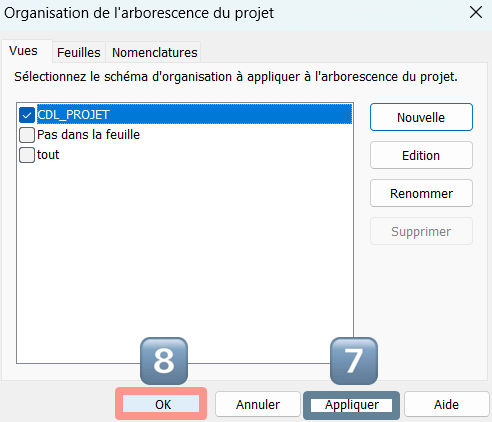 Organisation de l'arborescence du projet
Vues Feuilles Nomenclatures
Sélectionnez le schéma d'organisation à appliquer à l'arborescence du projet.
CDL_PROJET
Pas dans la feuille
tout
Nouvelle
Edition
Renommer
Supprimer
8 7
OK Annuler Appliquer Aide